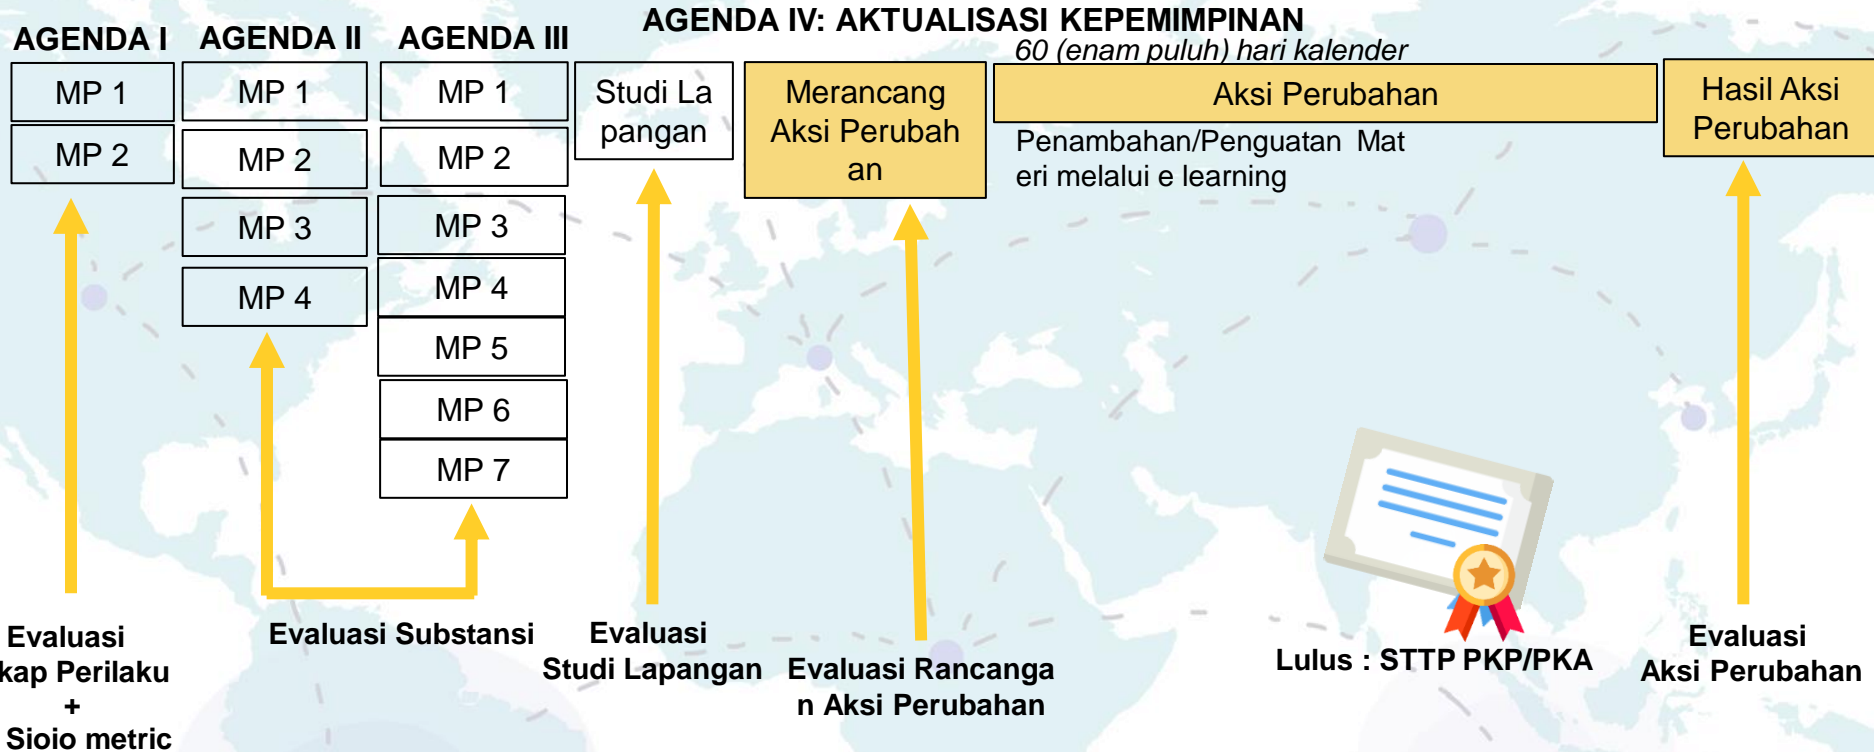 AGENDA IV: AKTUALISASI KEPEMIMPINAN
AGENDA I
AGENDA II
AGENDA III
60 (enam puluh) hari kalender
MP 1
MP 2
MP 1
MP 2
MP 3
MP 4
MP 1
MP 2
MP 3
MP 4
MP 5
MP 6
MP 7
Studi La
pangan
Merancang
Aksi Perubah
an
Aksi Perubahan
Penambahan/Penguatan Mat
eri melalui e learning
Hasil Aksi
Perubahan
Evaluasi
kap Perilaku
+
Sioio metric
Evaluasi Substansi
Evaluasi
Studi Lapangan
Evaluasi Rancanga
n Aksi Perubahan
Lulus : STTP PKP/PKA
Evaluasi
Aksi Perubahan